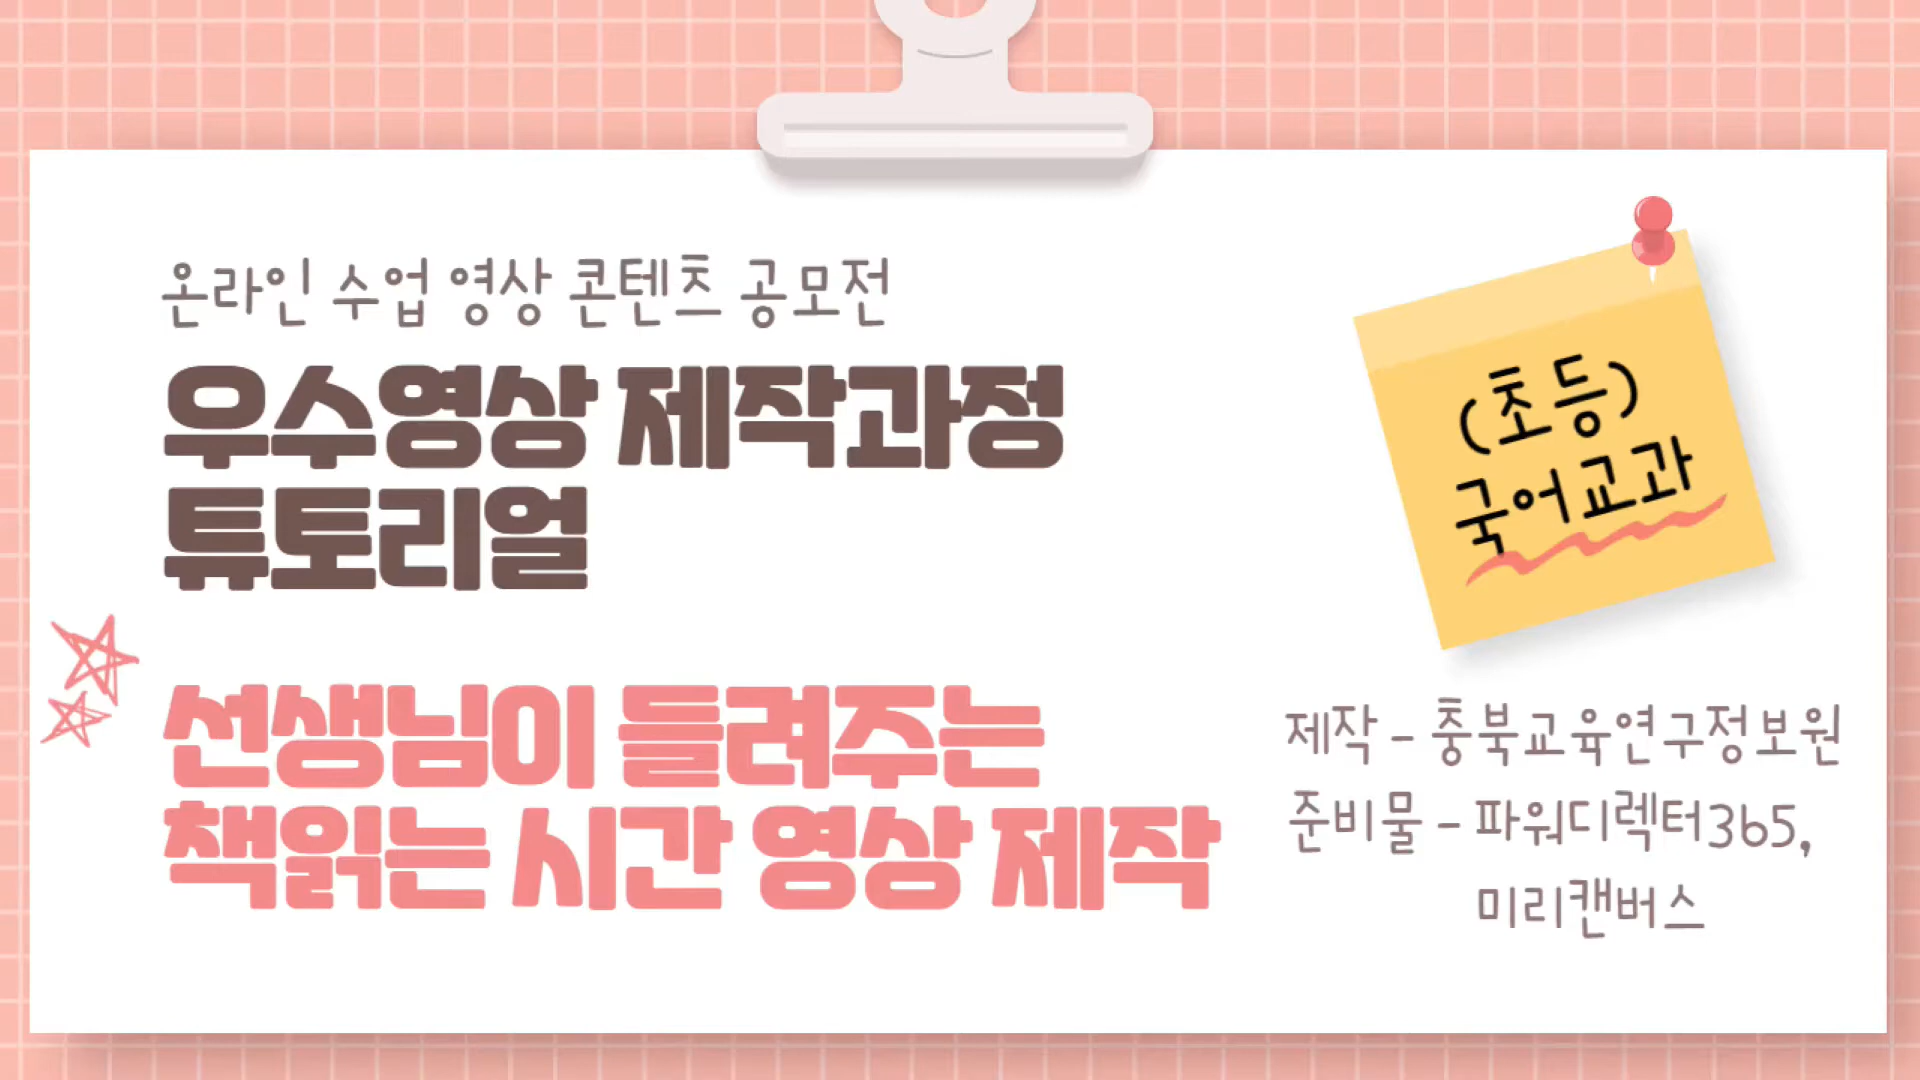 온라인 수업 영상 콘텐츠 공모전
우수영상 제작과정
튜토리얼
선생님이 들려주는
책읽는 시간 영상 제작
(초등)
국어교과
제작 - 충북교육연구정보원
준비물 - 파워디렉터365,
미리캔버스